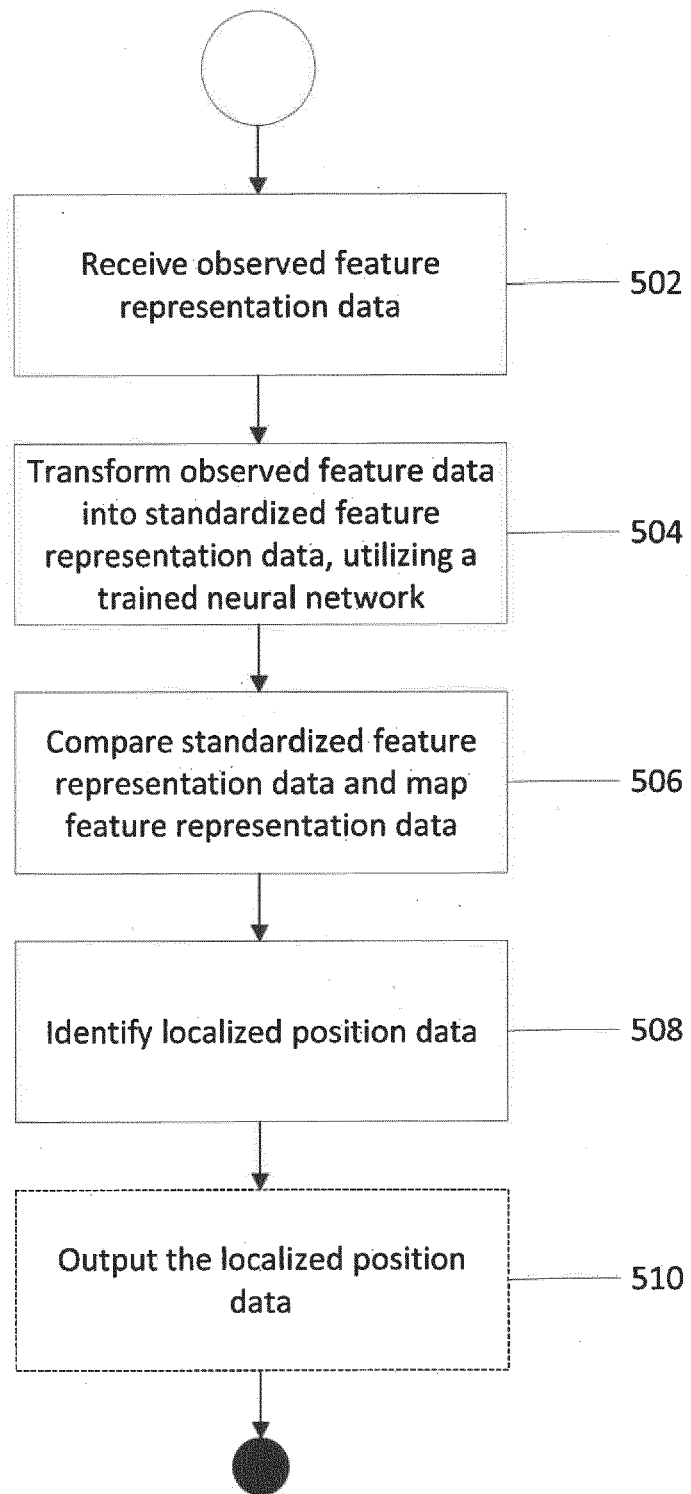 Receive observed feature
representation data
502
Transform observed feature data
into standardized feature
representation data, utilizing a
trained neural network
504
Compare standardized feature
representation data and map
feature representation data
506
Identify localized position data
508
Output the localized position
data
510